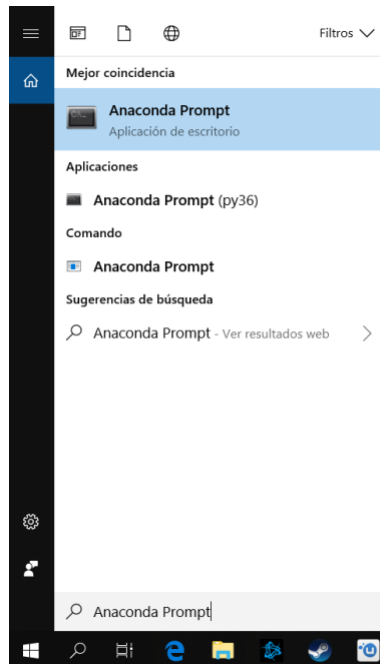 Filtros
Mejor coincidencia
Anaconda Prompt
Aplicación de escritorio
Aplicaciones
Anaconda Prompt (py36)
Comando
Anaconda Prompt
Sugerencias de búsqueda
Anaconda Prompt - Ver resultados web
Anaconda Prompt